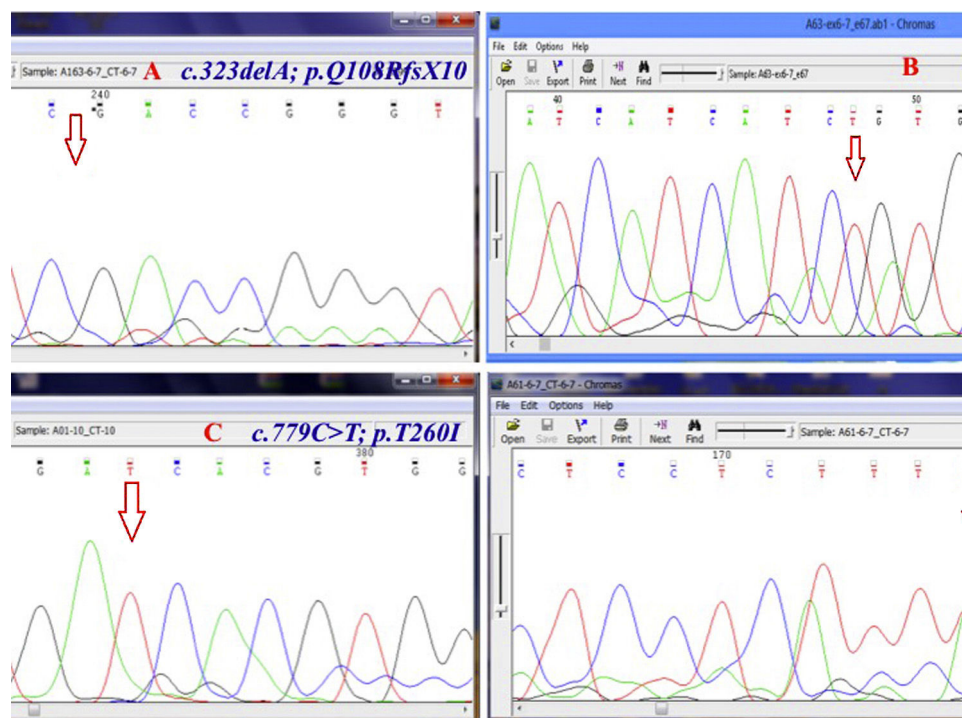 Sample: A163-6-7_CT-6-7 A c.323delA; p.Q108RfsX10
240
C G A C C G G G T
A63-ex6-7_e67.ab1 - Chromas
File Edit Options Help
Open Save Export Print Next Find Sample: A63-ex6-7_e67 B
40 50
A T C A T C A T C T G T G
Sample: A01-10_CT-10 C c.779C>T; p.T260I
380
G A T C A C G T G G
A61-6-7_CT-6-7 - Chromas
File Edit Options Help
Open Save Export Print Next Find Sample: A61-6-7_CT-6-7
170
C T C C T C T T T